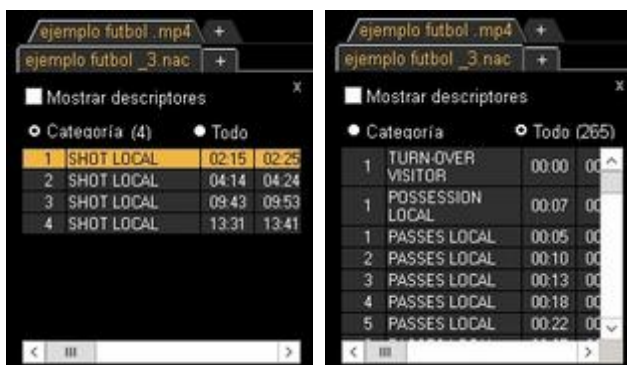 ejemplo futbol .mp4 +
ejemplo futbol _3.nac +
x
Mostrar descriptores
Categoría (4) Todo
1 SHOT LOCAL 02:15 02:25
2 SHOT LOCAL 04:14 04:24
3 SHOT LOCAL 09:43 09:53
4 SHOT LOCAL 13:31 13:41
ejemplo futbol .mp4 +
ejemplo futbol _3.nac +
x
Mostrar descriptores
Categoría Todo (265)
1 TURN-OVER VISITOR 00:00
1 POSSESSION LOCAL 00:07
1 PASSES LOCAL 00:05
2 PASSES LOCAL 00:10
3 PASSES LOCAL 00:13
4 PASSES LOCAL 00:18
5 PASSES LOCAL 00:22